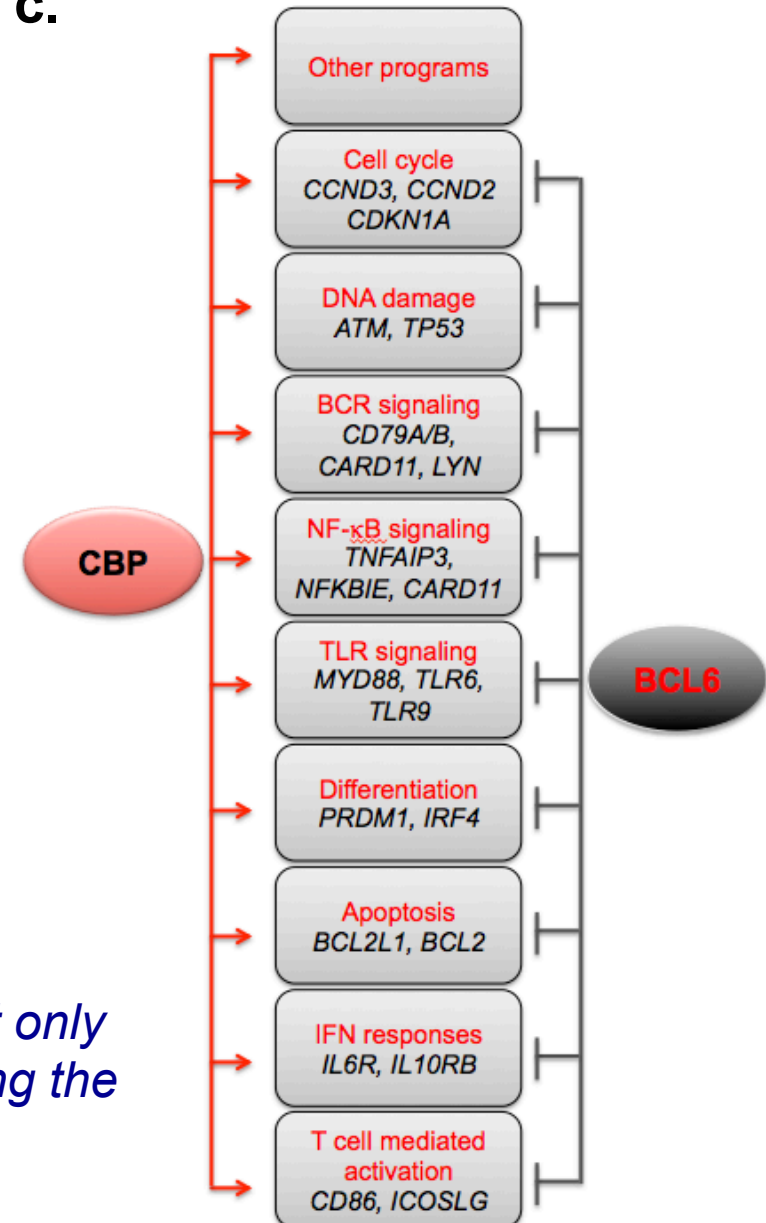 c.
Other programs
Cell cycle
CCND3, CCND2
CDKN1A
DNA damage
ATM, TP53
BCR signaling
CD79A/B,
CARD11, LYN
NF-κB signaling
TNFAIP3,
NFKBIE, CARD11
TLR signaling
MYD88, TLR6,
TLR9
Differentiation
PRDM1, IRF4
Apoptosis
BCL2L1, BCL2
IFN responses
IL6R, IL10RB
T cell mediated
activation
CD86, ICOSLG
CBP
BCL6
only
the